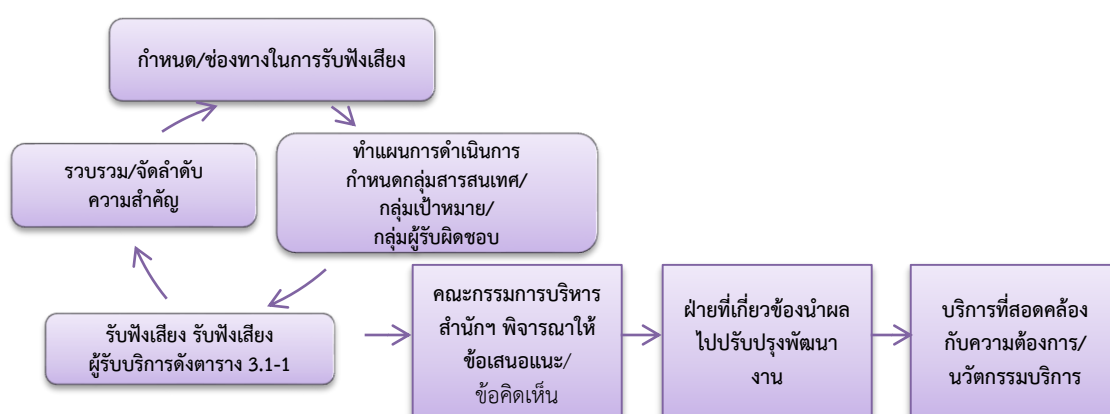 กำหนด/ช่องทางในการรับฟังเสียง
ทำแผนการดำเนินการ
กำหนดกลุ่มสารสนเทศ/
กลุ่มเป้าหมาย/
กลุ่มผู้รับผิดชอบ
รวบรวม/จัดลำดับ
ความสำคัญ
รับฟังเสียง รับฟังเสียง
ผู้รับบริการดังตาราง 3.1-1
คณะกรรมการบริหาร
สำนักฯ พิจารณาให้
ข้อเสนอแนะ/
ข้อคิดเห็น
ฝ่ายที่เกี่ยวข้องนำผล
ไปปรับปรุงพัฒนา
งาน
บริการที่สอดคล้อง
กับความต้องการ/
นวัตกรรมบริการ